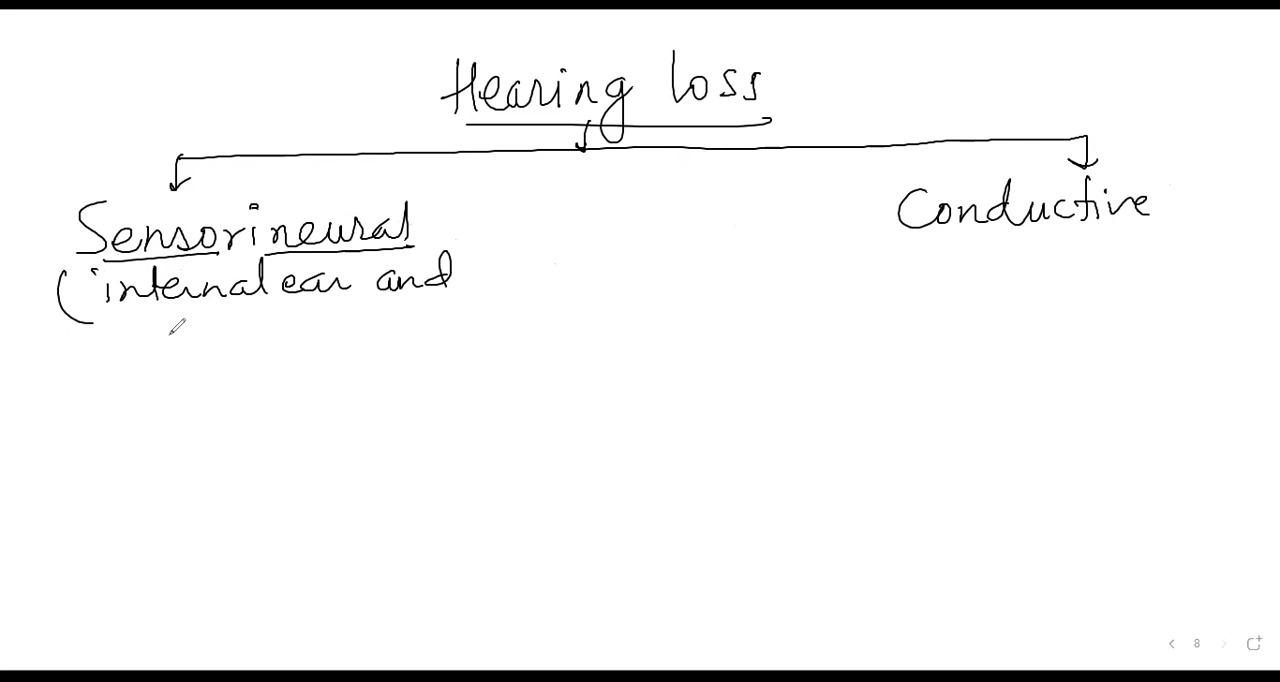 Hearing loss
Sensorineural
Conductive
(internal ear and
8